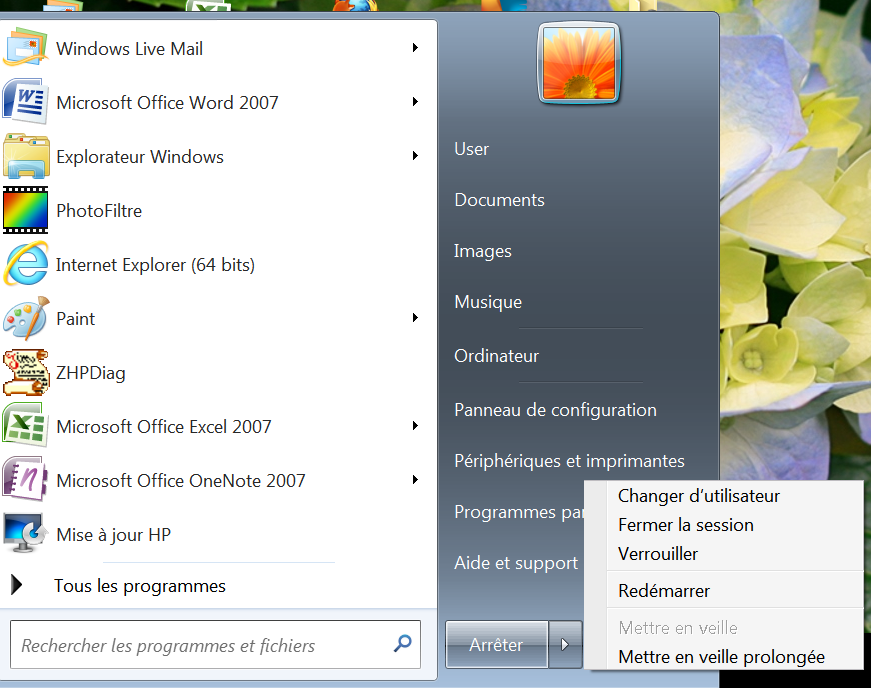 Windows Live Mail
Microsoft Office Word 2007
Explorateur Windows
PhotoFiltre
Internet Explorer (64 bits)
Paint
ZHPDiag
Microsoft Office Excel 2007
Microsoft Office OneNote 2007
Mise à jour HP
Tous les programmes
Rechercher les programmes et fichiers
User
Documents
Images
Musique
Ordinateur
Panneau de configuration
Périphériques et imprimantes
Programmes
Aide et support
Arrêter
Changer d'utilisateur
Fermer la session
Verrouiller
Redémarrer
Mettre en veille
Mettre en veille prolongée